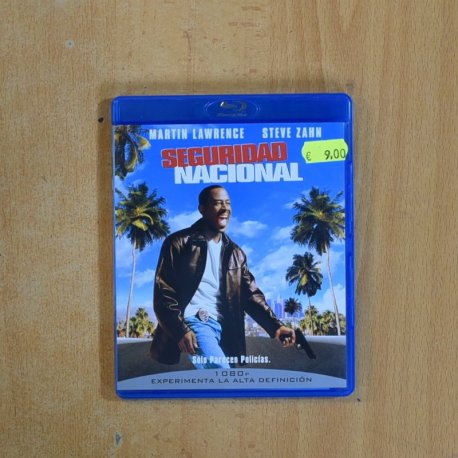 MARTIN LAWRENCE STEVE ZAHN
SEGURIDAD
NACIONAL
€ 9,00
Sólo Parecen Policías.
1080P
EXPERIMENTA LA ALTA DEFINICIÓN